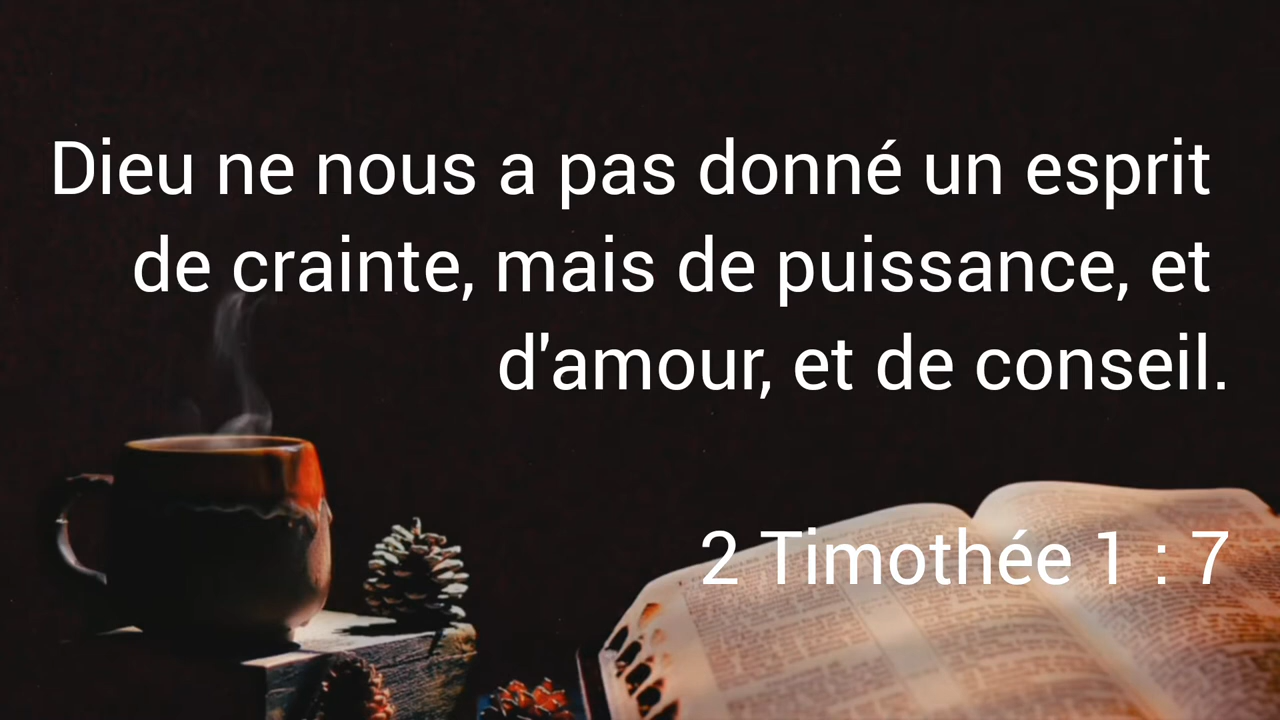 Dieu ne nous a pas donné un esprit
de crainte, mais de puissance, et
d'amour, et de conseil.
2 Timothée 1 : 7